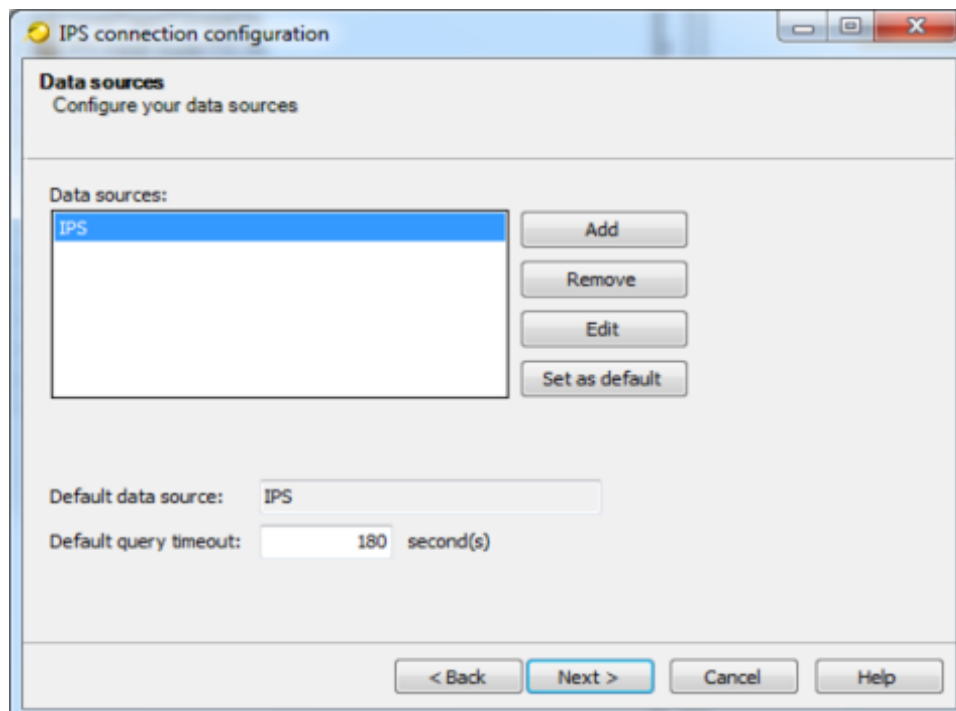 IPS connection configuration
Data sources
Configure your data sources
Data sources:
IPS
Add
Remove
Edit
Set as default
Default data source: IPS
Default query timeout: 180 second(s)
< Back Next > Cancel Help